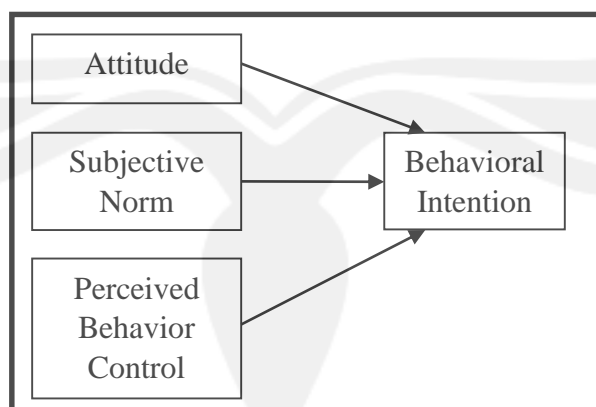 Attitude
Subjective
Norm
Behavioral
Intention
Perceived
Behavior
Control